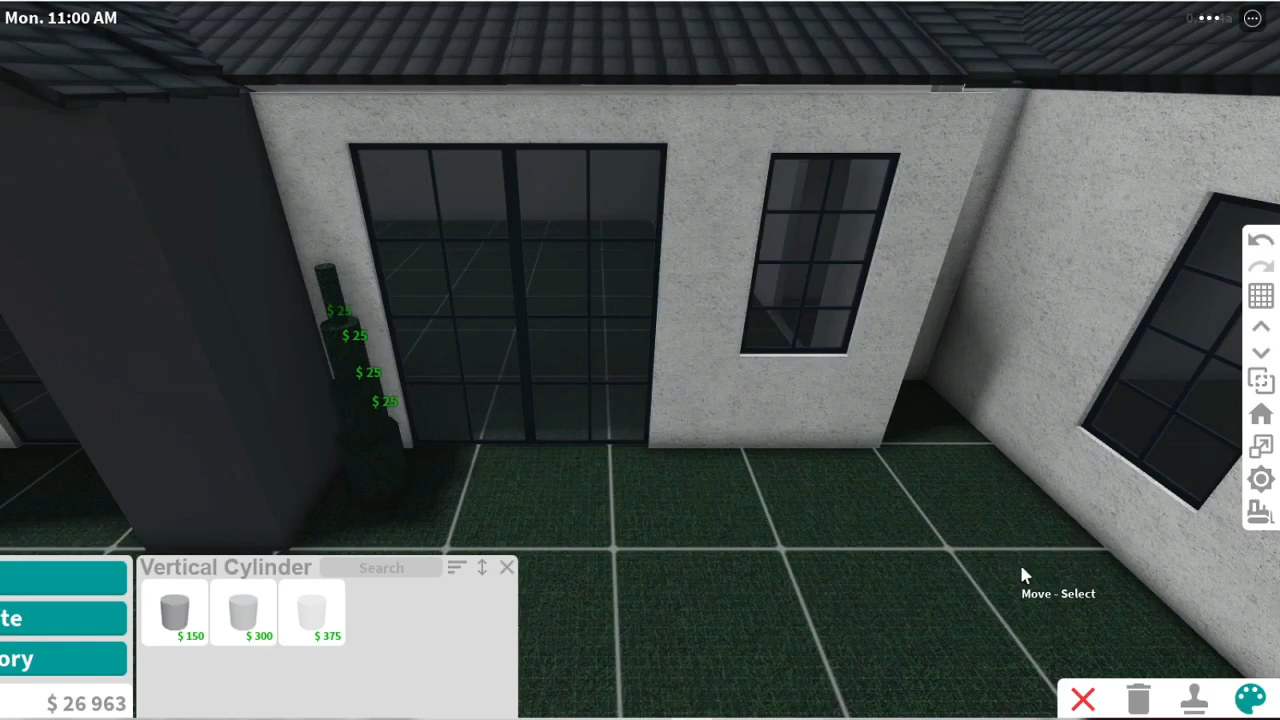 Mon. 11:00 AM
$ 25
$ 25
$ 25
$ 25
Move - Select
Vertical Cylinder
Search
$ 150
$ 300
$ 375
te
ory
$ 26 963